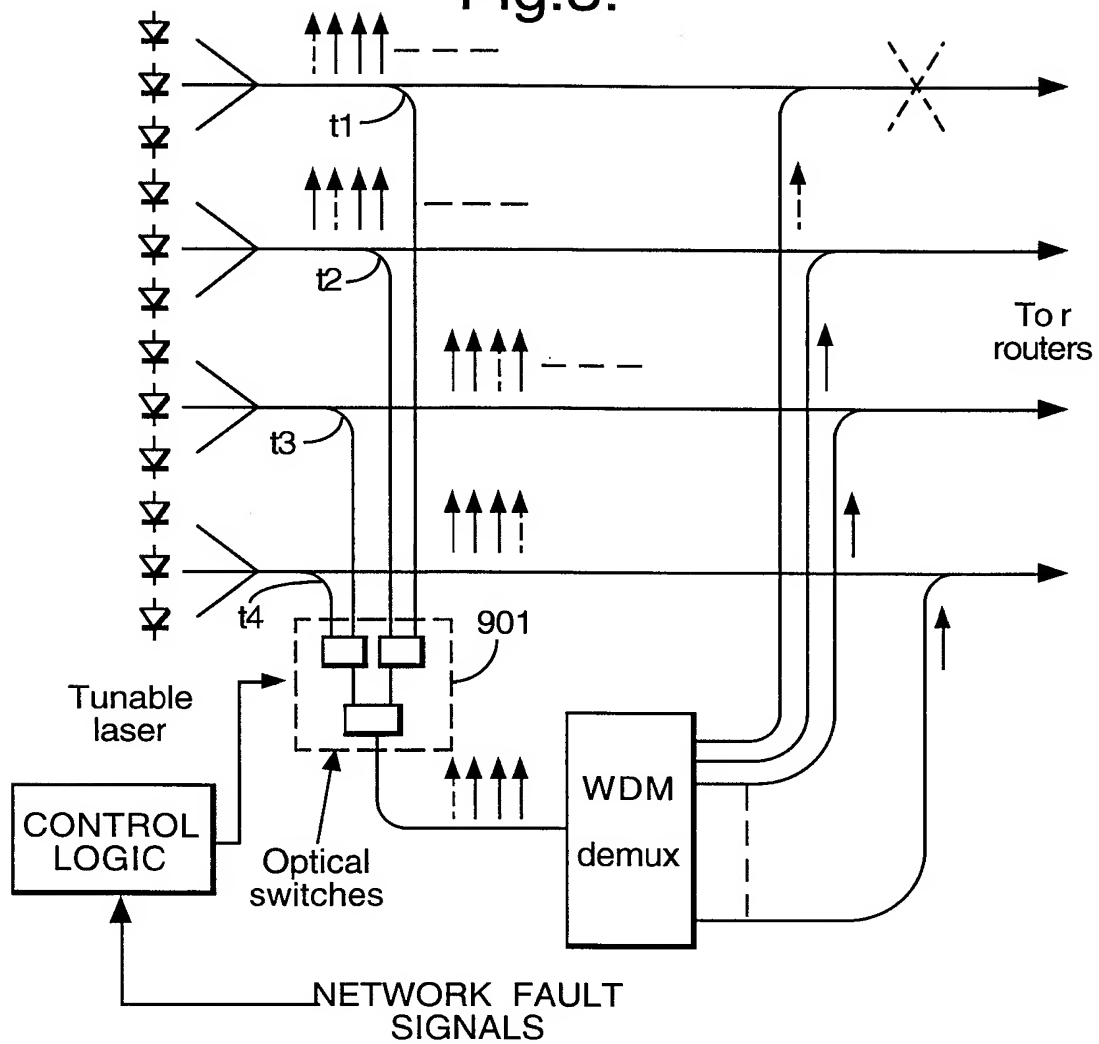 t1
t2
To r
routers
t3
t4
901
Tunable
laser
WDM
demux
CONTROL
LOGIC
Optical
switches
NETWORK FAULT
SIGNALS